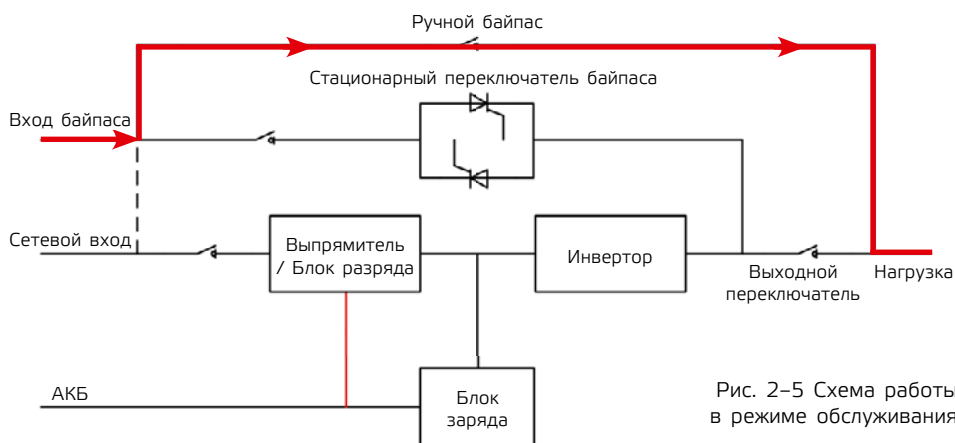 Ручной байпас
Стационарный переключатель байпаса
Вход байпаса
Сетевой вход
Выпрямитель
/ Блок разряда
Инвертор
Выходной
переключатель
Нагрузка
АКБ
Блок
заряда
Рис. 2-5 Схема работы
в режиме обслуживания